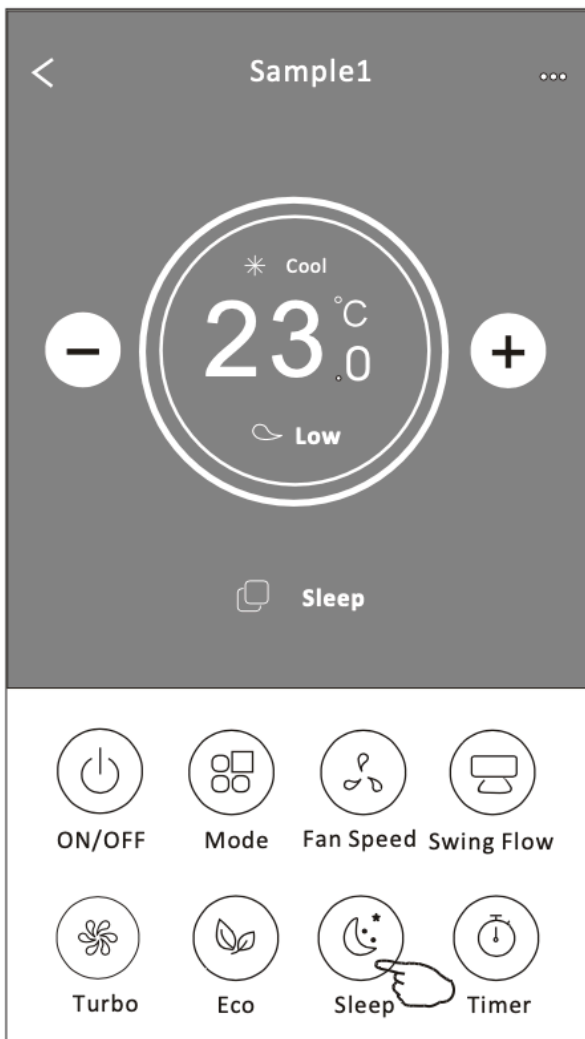 Sample1
Cool
23.0 °C
Low
Sleep
ON/OFF Mode Fan Speed Swing Flow
Turbo Eco Sleep Timer